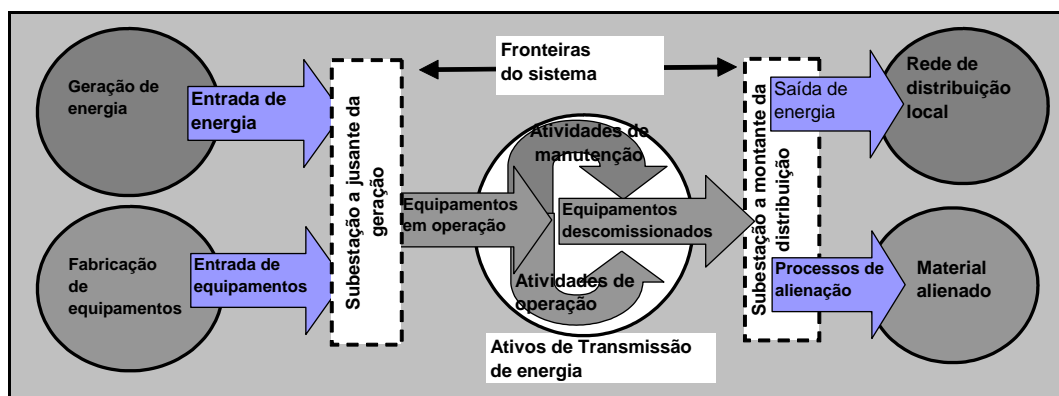 Geração de
energia
Entrada de
energia
Subestação a jusante da
geração
Fronteiras
do sistema
Atividades de
manutenção
Equipamentos
em operação
Equipamentos
descomissionados
Atividades de
operação
Ativos de Transmissão
de energia
Subestação a montante da
distribuição
Saída de
energia
Rede de
distribuição
local
Fabricação
de
equipamentos
Entrada de
equipamentos
Processos de
alienação
Material
alienado